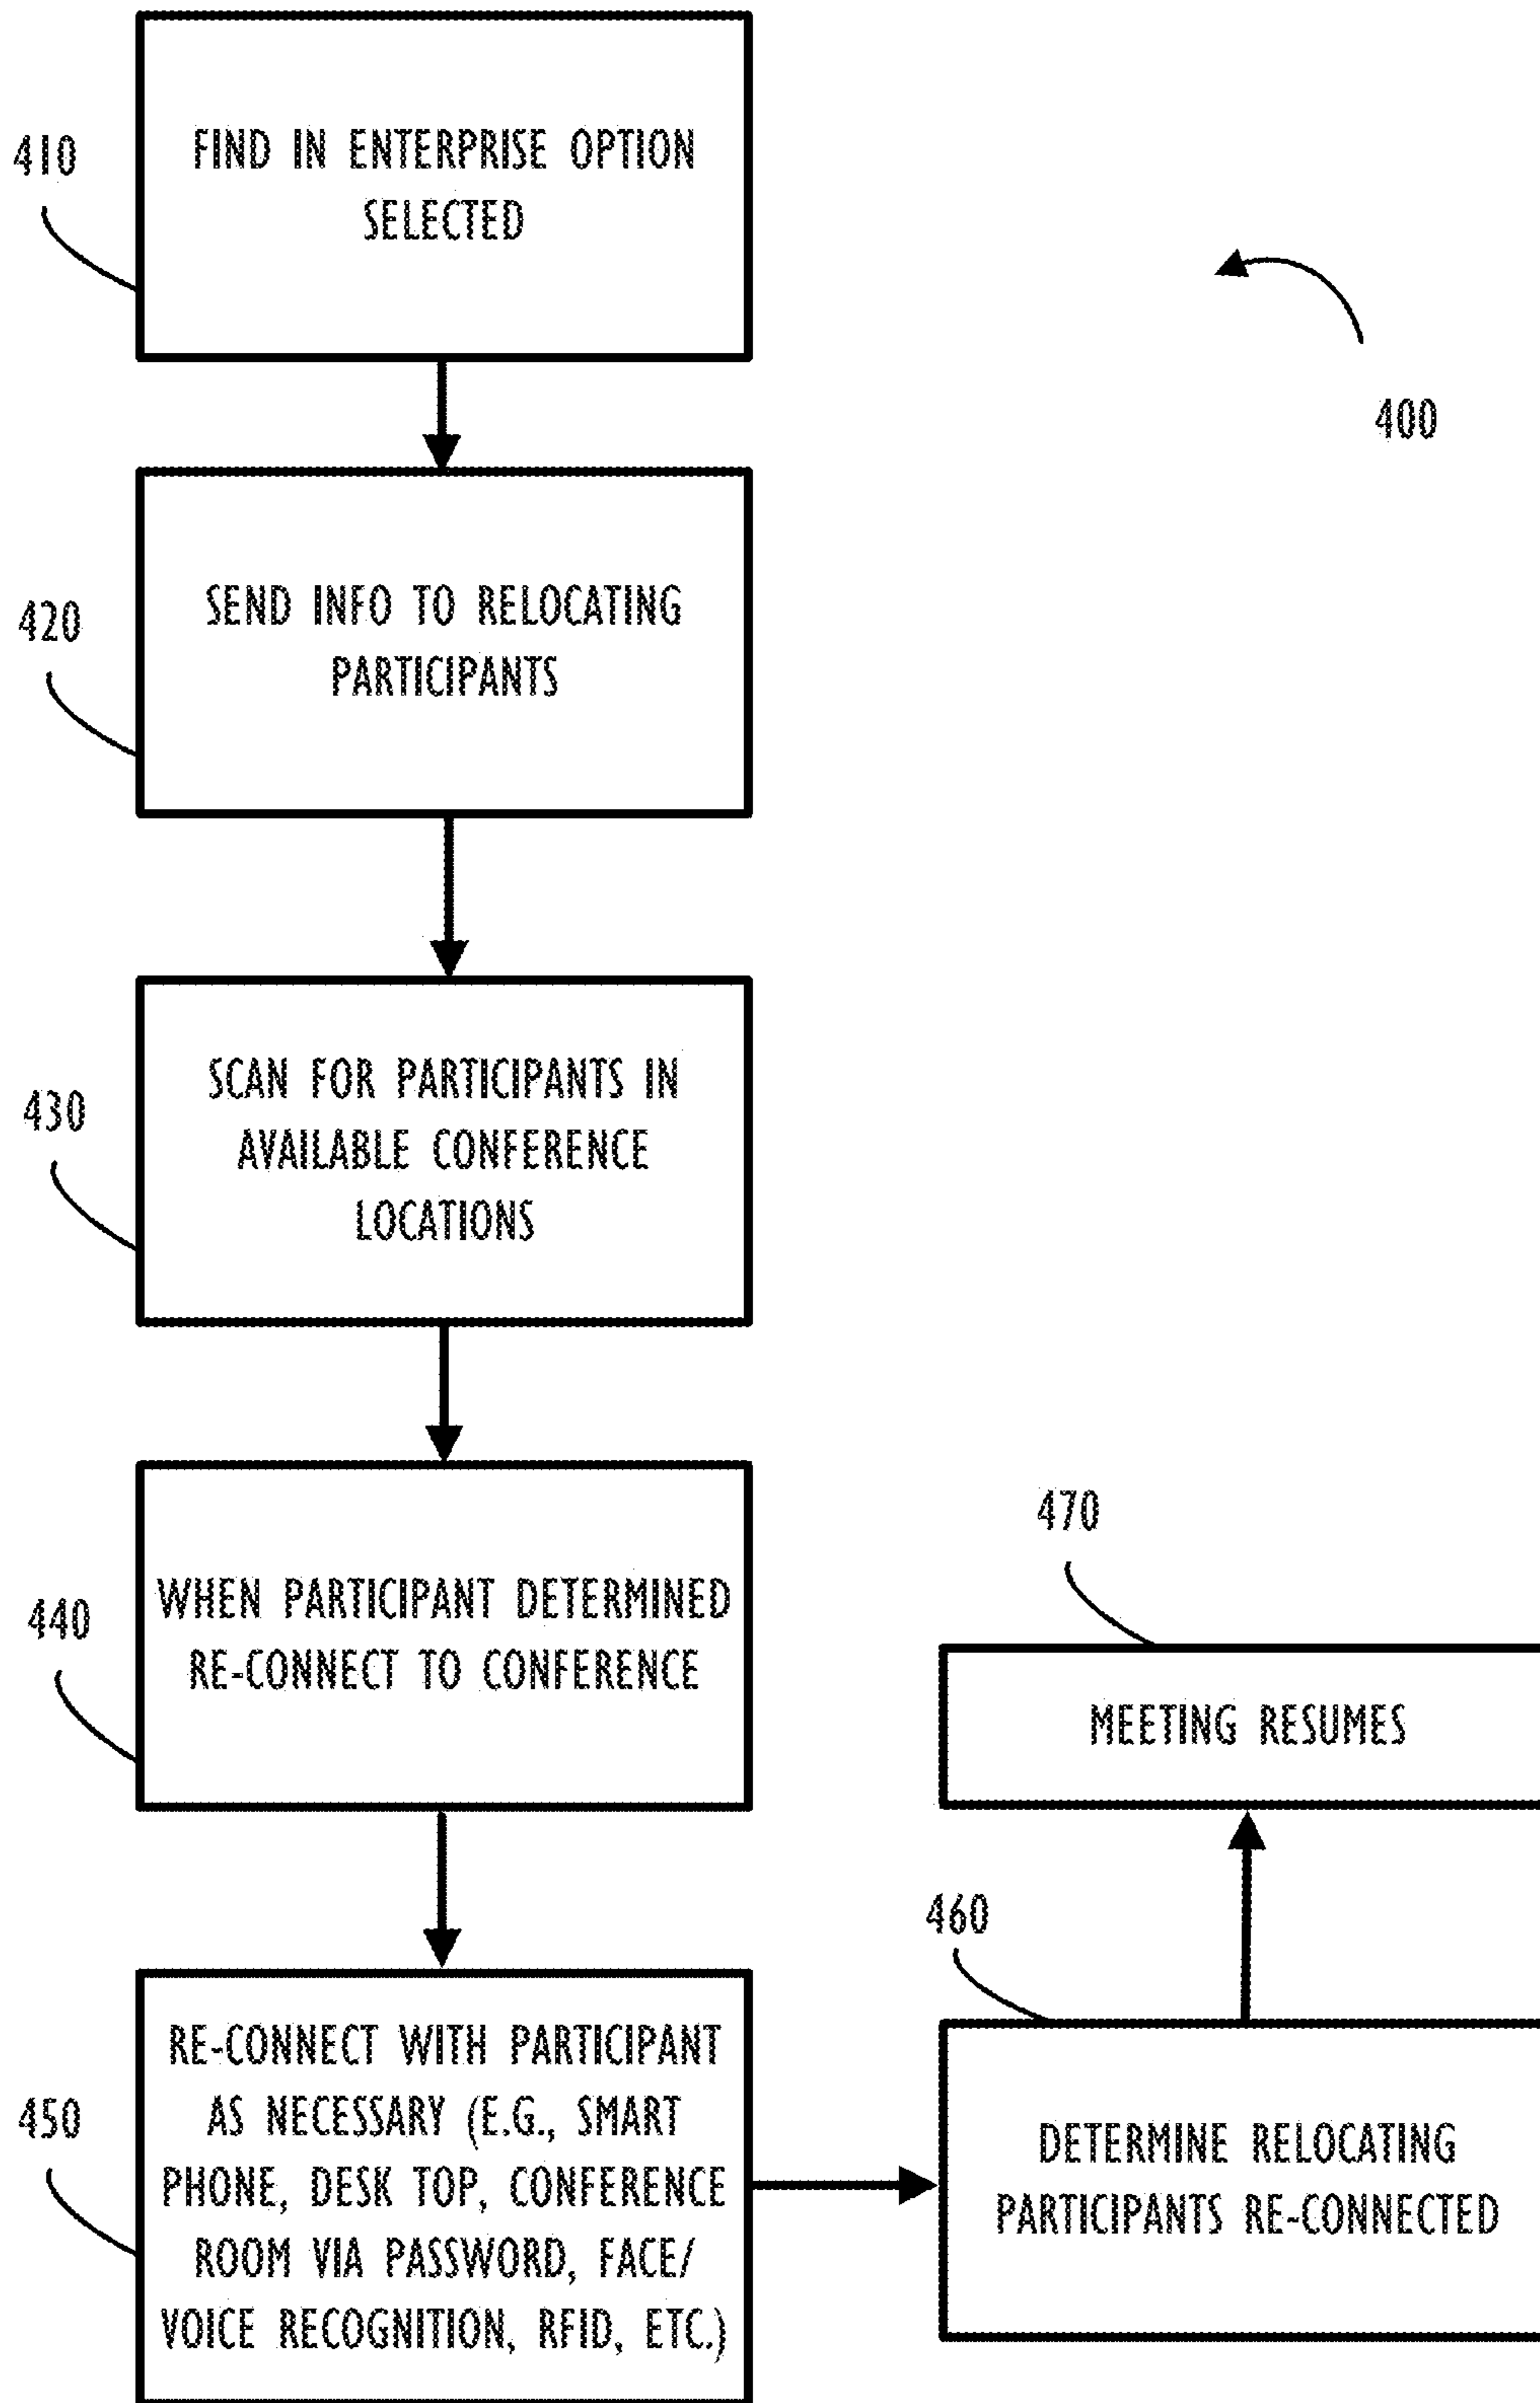 410
FIND IN ENTERPRISE OPTION
SELECTED
400
420
SEND INFO TO RELOCATING
PARTICIPANTS
430
SCAN FOR PARTICIPANTS IN
AVAILABLE CONFERENCE
LOCATIONS
440
WHEN PARTICIPANT DETERMINED
RE-CONNECT TO CONFERENCE
450
RE-CONNECT WITH PARTICIPANT
AS NECESSARY (E.G., SMART
PHONE, DESK TOP, CONFERENCE
ROOM VIA PASSWORD, FACE/
VOICE RECOGNITION, RFID, ETC.)
460
DETERMINE RELOCATING
PARTICIPANTS RE-CONNECTED
470
MEETING RESUMES